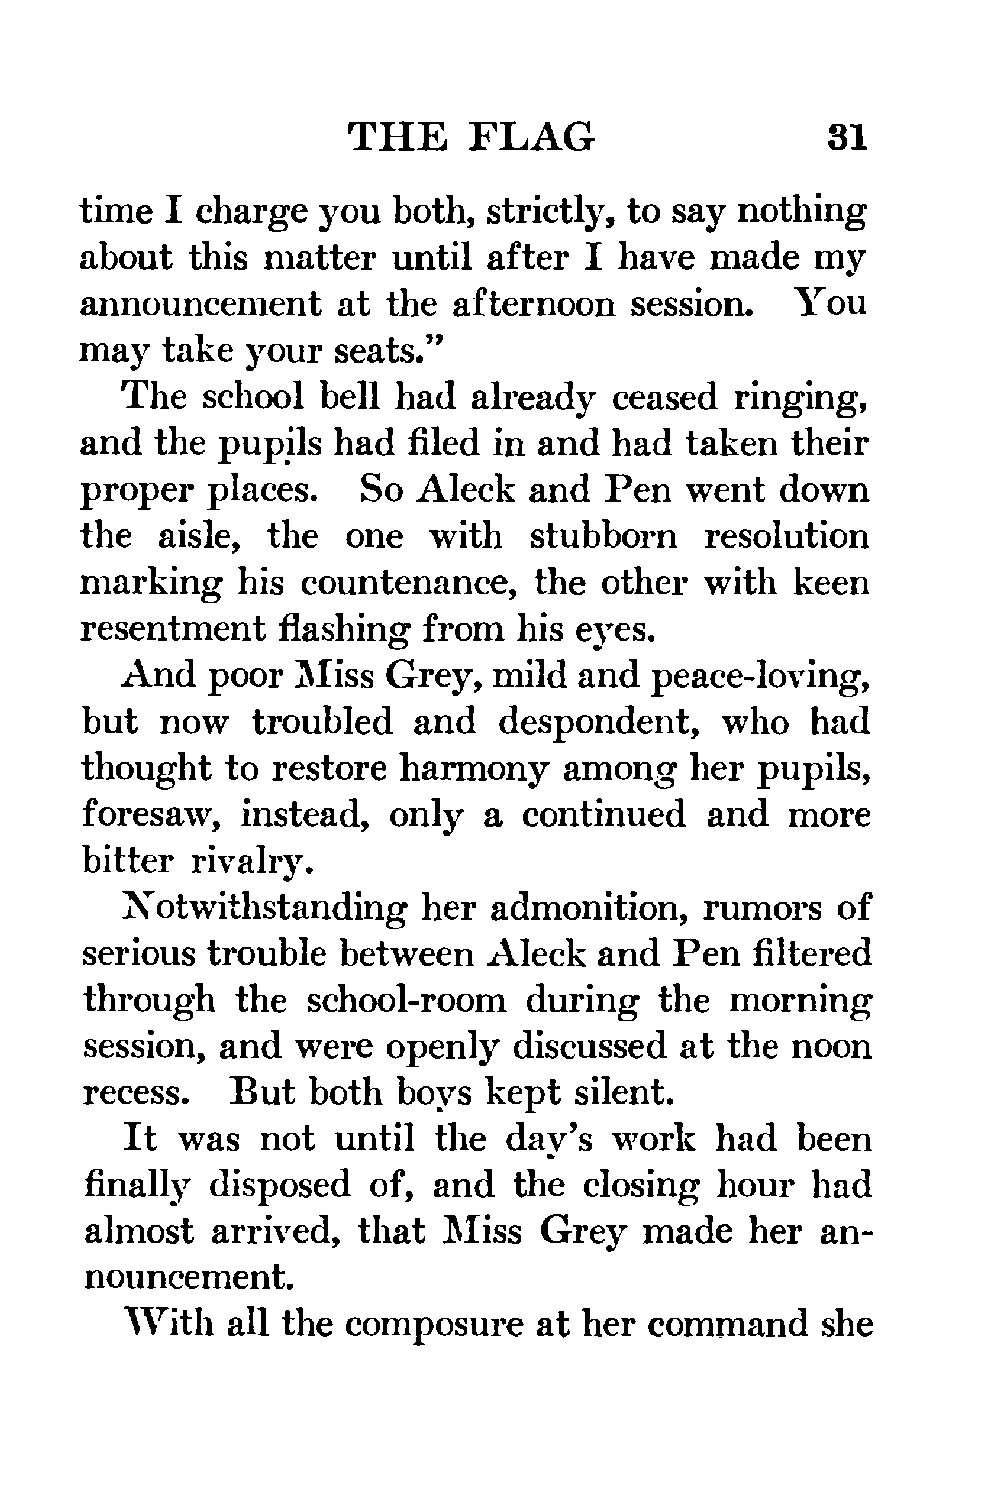 THE FLAG 31
time I charge you both, strictly, to say nothing
about this matter until after I have made my
announcement at the afternoon session. You
may take your seats.”
The school bell had already ceased ringing,
and the pupils had filed in and had taken their
proper places. So Aleck and Pen went down
the aisle, the one with stubborn resolution
marking his countenance, the other with keen
resentment flashing from his eyes.
And poor Miss Grey, mild and peace-loving,
but now troubled and despondent, who had
thought to restore harmony among her pupils,
foresaw, instead, only a continued and more
bitter rivalry.
Notwithstanding her admonition, rumors of
serious trouble between Aleck and Pen filtered
through the school-room during the morning
session, and were openly discussed at the noon
recess. But both boys kept silent.
It was not until the day’s work had been
finally disposed of, and the closing hour had
almost arrived, that Miss Grey made her an-
nouncement.
With all the composure at her command she